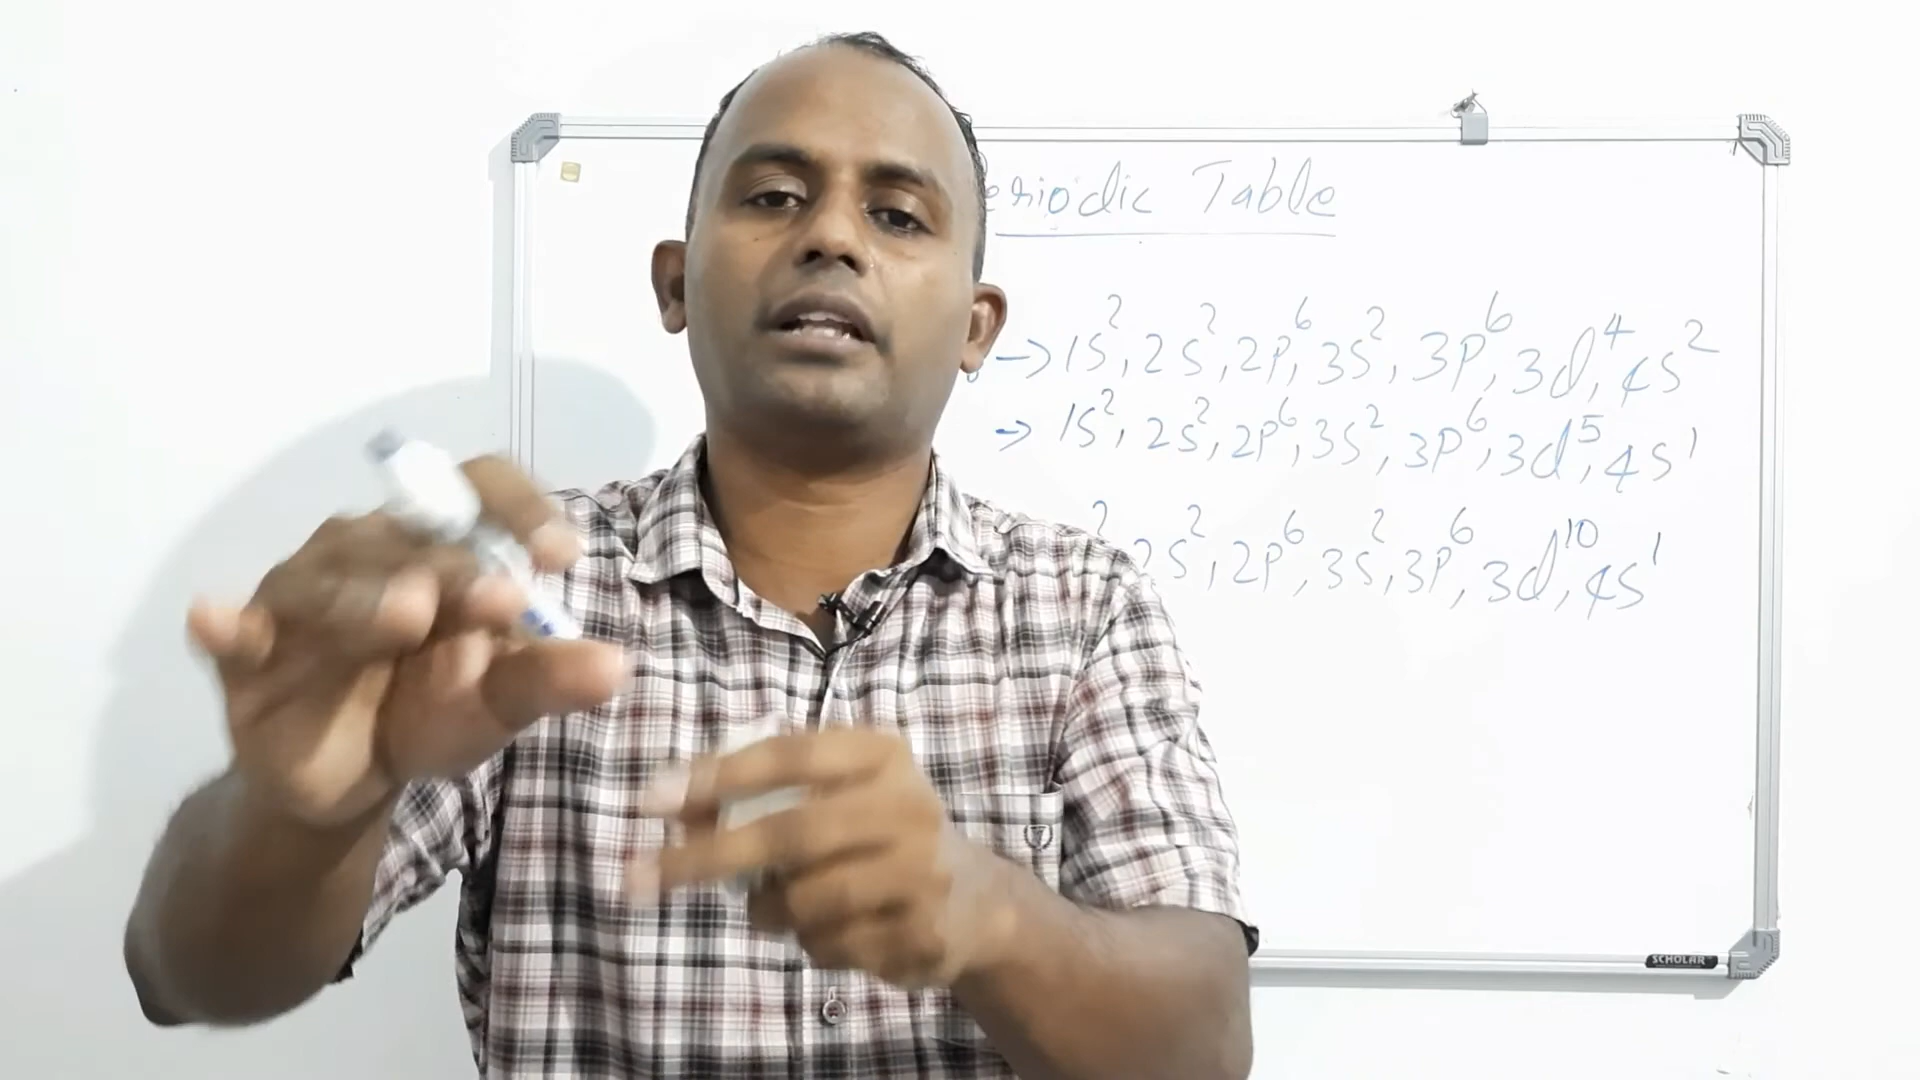 eriodic Table
→ 1s², 2s², 2p⁶, 3s², 3p⁶, 3d⁴, 4s²
→ 1s², 2s², 2p⁶, 3s², 3p⁶, 3d⁵, 4s¹
², 2s², 2p⁶, 3s², 3p⁶, 3d¹⁰, 4s¹
SCHOLAR